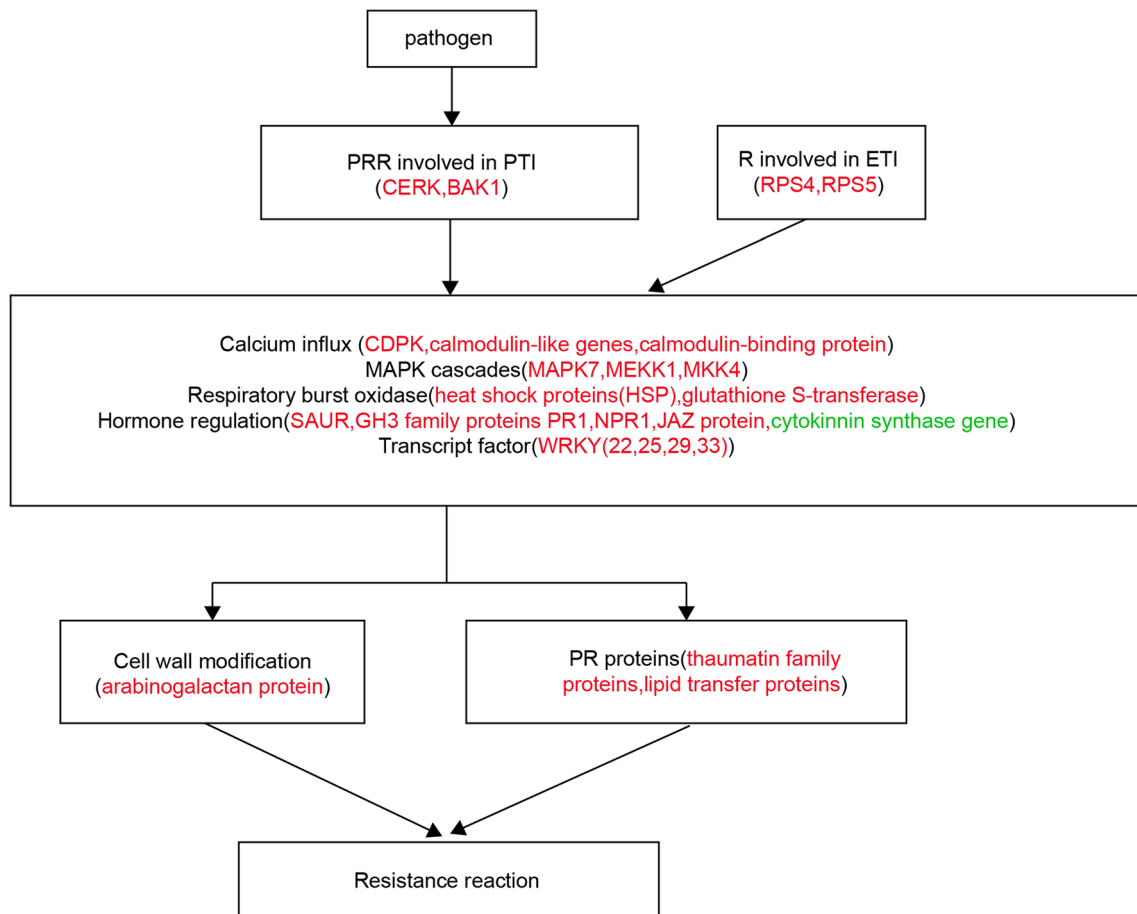 pathogen
PRR involved in PTI
(CERK,BAK1)
R involved in ETI
(RPS4,RPS5)
Calcium influx (CDPK,calmodulin-like genes,calmodulin-binding protein)
MAPK cascades(MAPK7,MEKK1,MKK4)
Respiratory burst oxidase(heat shock proteins(HSP),glutathione S-transferase)
Hormone regulation(SAUR,GH3 family proteins PR1,NPR1,JAZ protein,cytokinnin synthase gene)
Transcript factor(WRKY(22,25,29,33))
Cell wall modification
(arabinogalactan protein)
PR proteins(thaumatin family
proteins,lipid transfer proteins)
Resistance reaction